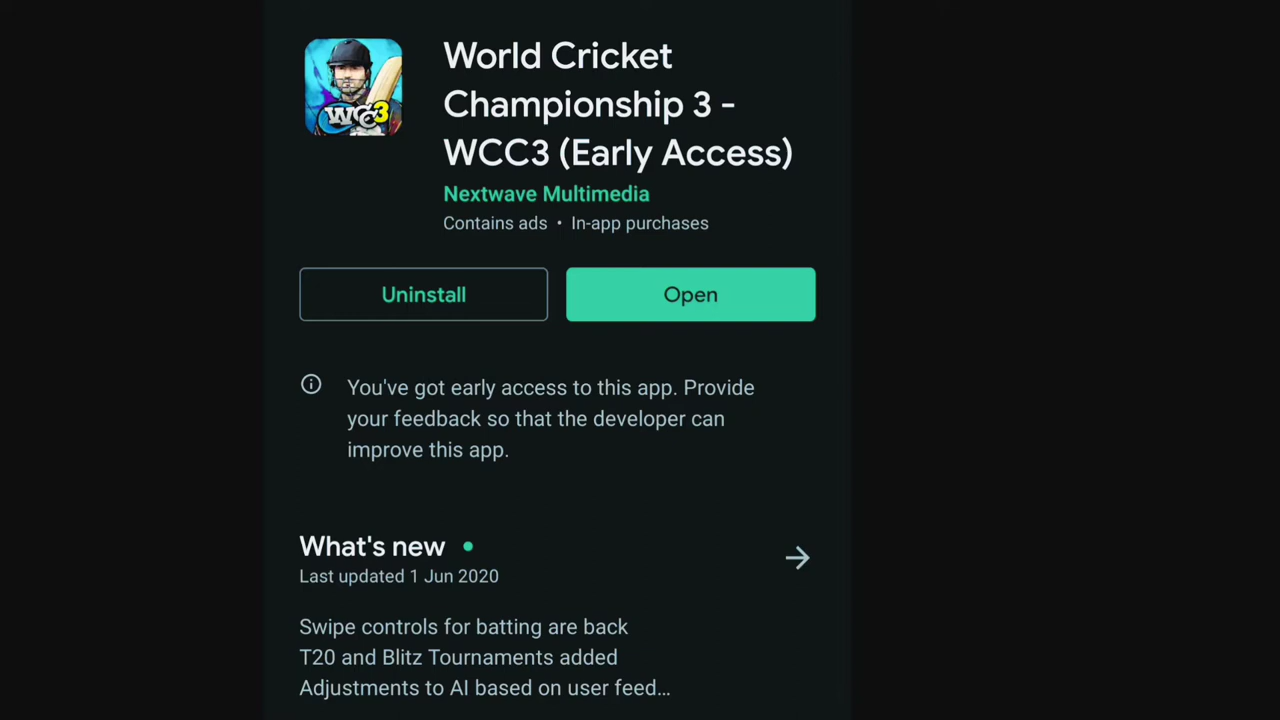 WCC3
World Cricket
Championship 3 -
WCC3 (Early Access)
Nextwave Multimedia
Contains ads • In-app purchases
Uninstall
Open
You've got early access to this app. Provide
your feedback so that the developer can
improve this app.
What's new
Last updated 1 Jun 2020
Swipe controls for batting are back
T20 and Blitz Tournaments added
Adjustments to AI based on user feed…